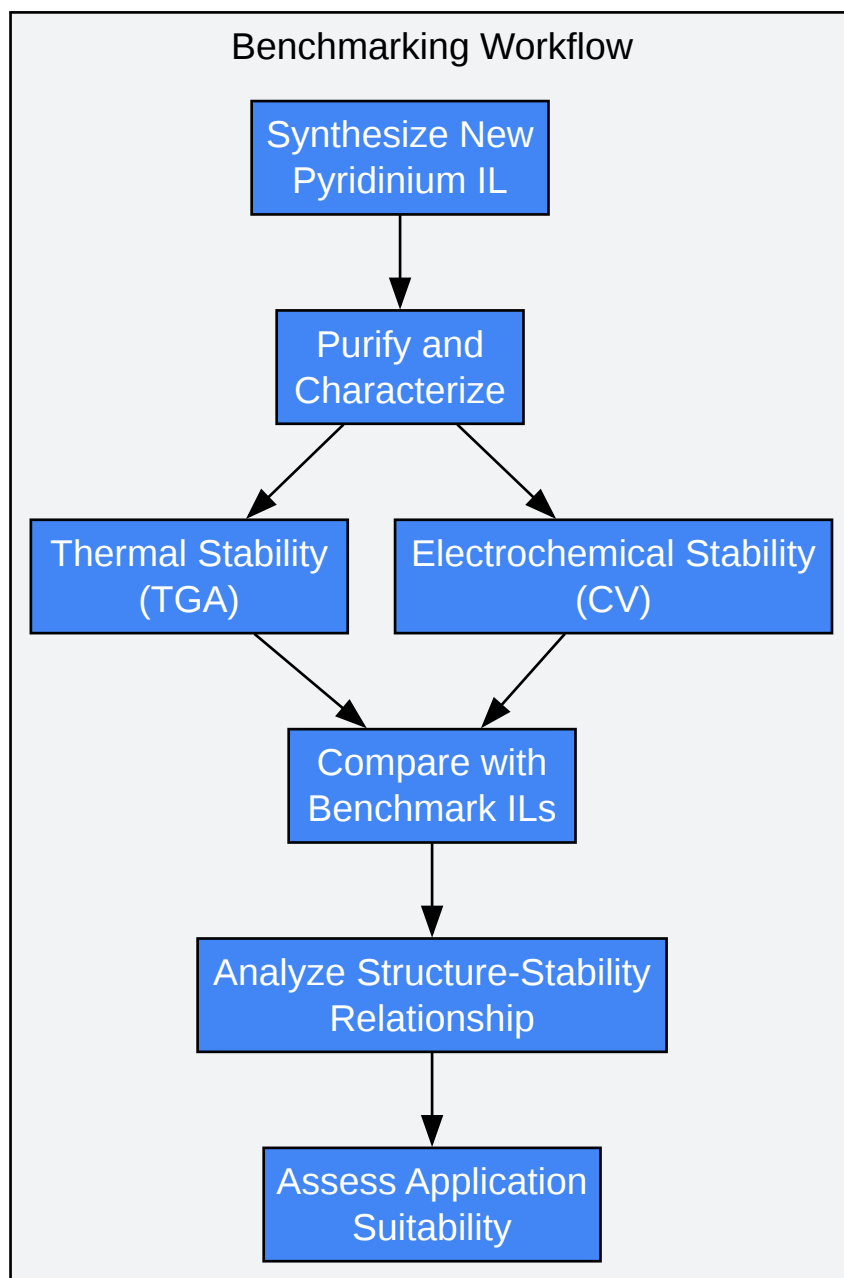 Benchmarking Workflow
Synthesize New
Pyridinium IL
Purify and
Characterize
Thermal Stability
(TGA)
Electrochemical Stability
(CV)
Compare with
Benchmark ILs
Analyze Structure-Stability
Relationship
Assess Application
Suitability